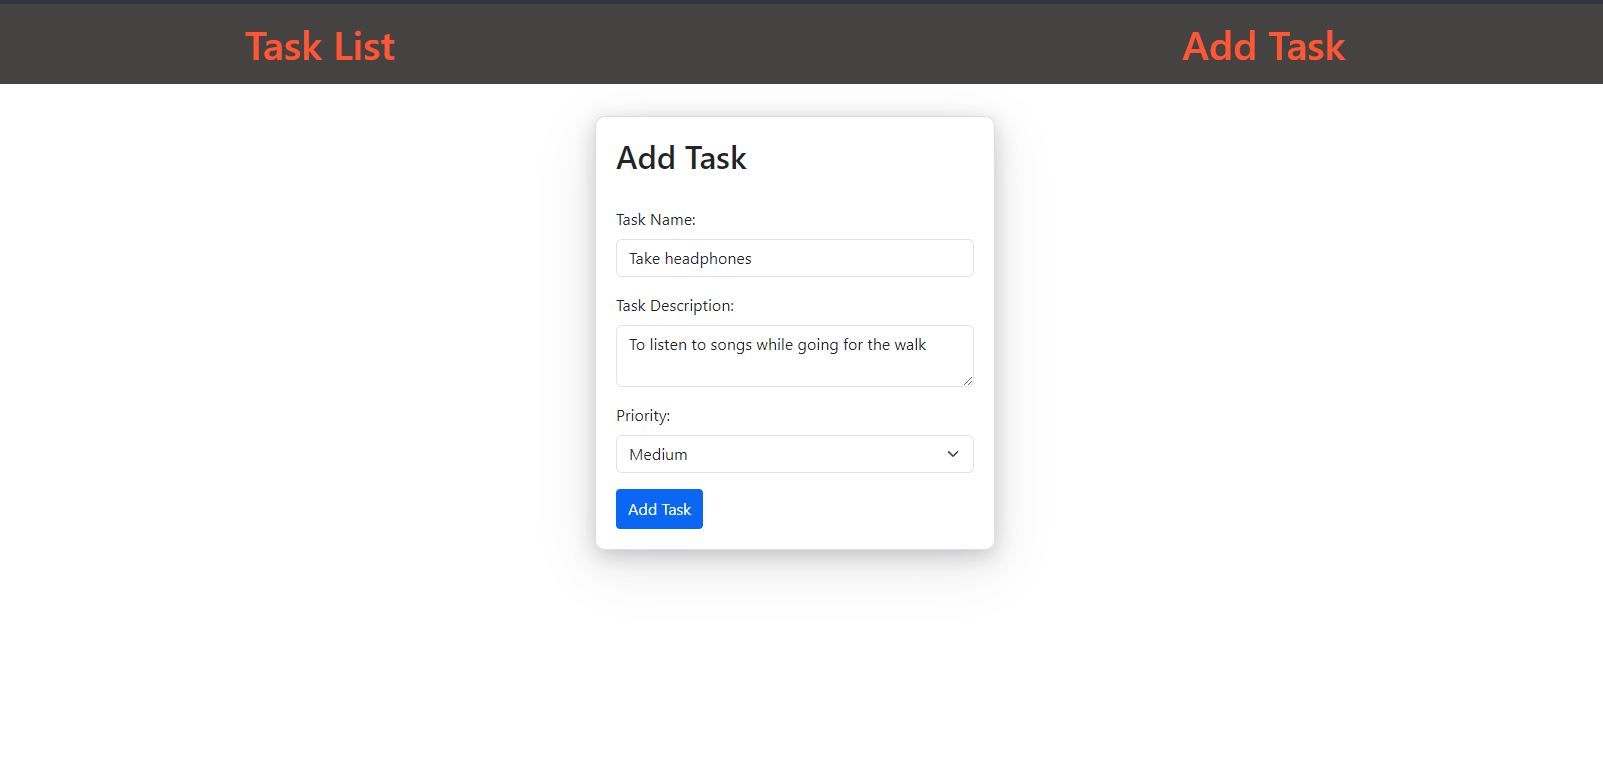 Task List
Add Task
Add Task
Task Name:
Take headphones
Task Description:
To listen to songs while going for the walk
Priority:
Medium
Add Task